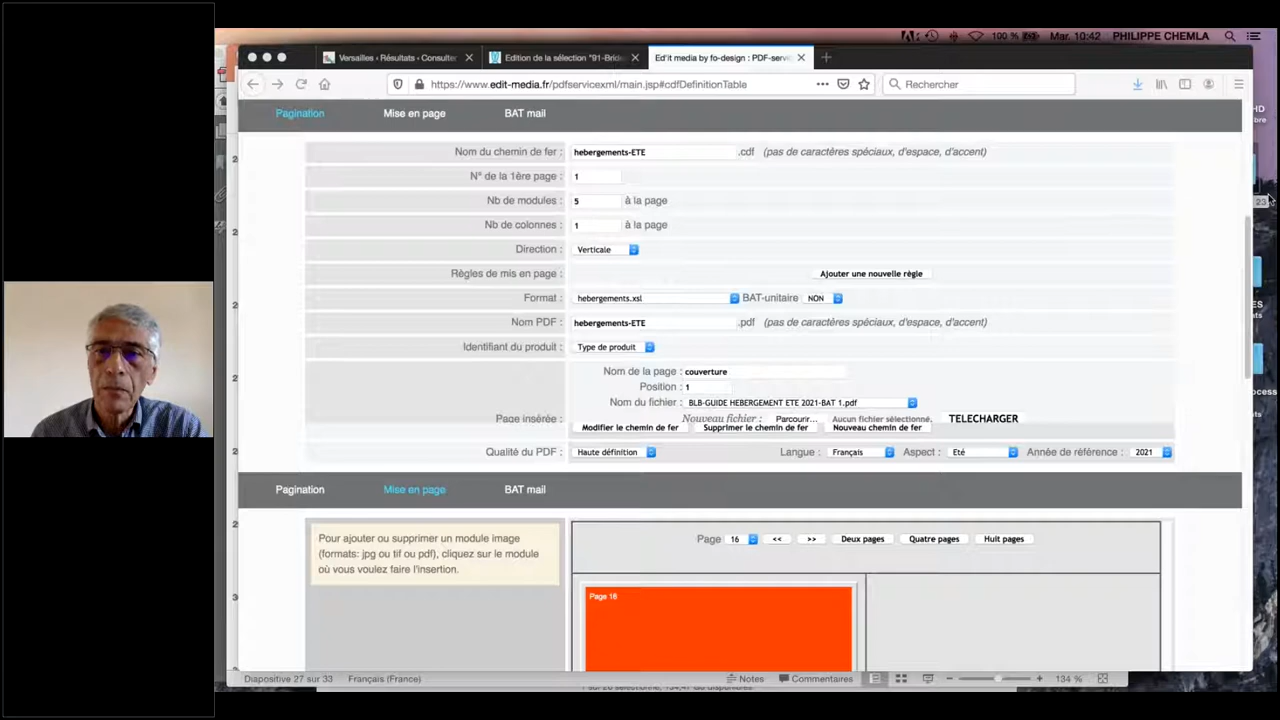 100 % Mar. 10:42 PHILIPPE CHEMLA
Versailles ‹ Résultats ‹ Consulter
Edition de la sélection "91-Brides
Ed'it media by fo-design : PDF-servi
https://www.edit-media.fr/pdfservicexml/main.jsp#cdfDefinitionTable
Rechercher
Pagination Mise en page BAT mail
Nom du chemin de fer : hebergements-ETE .cdf (pas de caractères spéciaux, d'espace, d'accent)
N° de la 1ère page : 1
Nb de modules : 5 à la page
Nb de colonnes : 1 à la page
Direction : Verticale
Règles de mis en page : Ajouter une nouvelle règle
Format : hebergements.xsl BAT-unitaire NON
Nom PDF : hebergements-ETE .pdf (pas de caractères spéciaux, d'espace, d'accent)
Identifiant du produit : Type de produit
Nom de la page : couverture
Position : 1
Nom du fichier : BLB-GUIDE HEBERGEMENT ETE 2021-BAT 1.pdf
Page insérée : Nouveau fichier : Parcourir... Aucun fichier sélectionné. TELECHARGER
Modifier le chemin de fer Supprimer le chemin de fer Nouveau chemin de fer
Qualité du PDF : Haute définition Langue : Français Aspect : Eté Année de référence : 2021
Pagination Mise en page BAT mail
Pour ajouter ou supprimer un module image
(formats: jpg ou tif ou pdf), cliquez sur le module
où vous voulez faire l'insertion.
Page 16 << >> Deux pages Quatre pages Huit pages
Page 16
Diapositive 27 sur 33 Français (France) Notes Commentaires 134 %